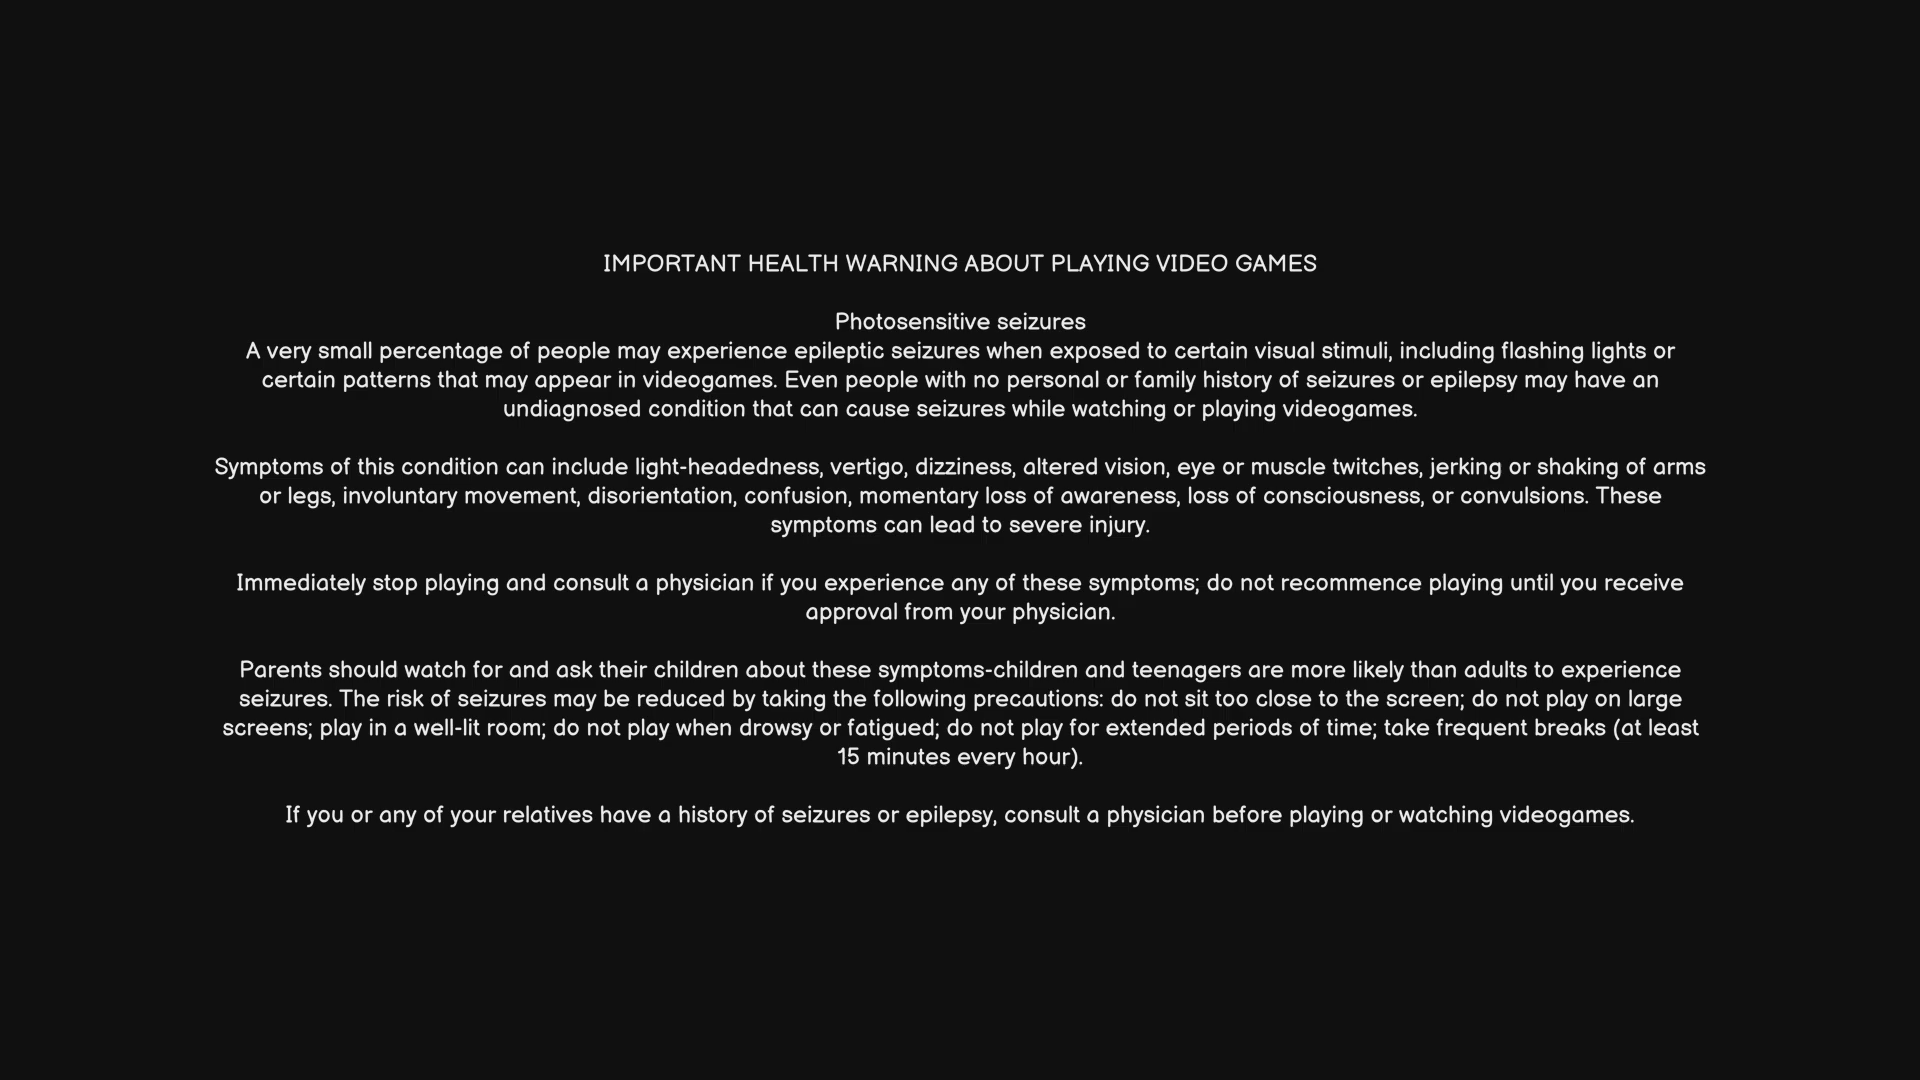 IMPORTANT HEALTH WARNING ABOUT PLAYING VIDEO GAMES
Photosensitive seizures
A very small percentage of people may experience epileptic seizures when exposed to certain visual stimuli, including flashing lights or
certain patterns that may appear in videogames. Even people with no personal or family history of seizures or epilepsy may have an
undiagnosed condition that can cause seizures while watching or playing videogames.
Symptoms of this condition can include light-headedness, vertigo, dizziness, altered vision, eye or muscle twitches, jerking or shaking of arms
or legs, involuntary movement, disorientation, confusion, momentary loss of awareness, loss of consciousness, or convulsions. These
symptoms can lead to severe injury.
Immediately stop playing and consult a physician if you experience any of these symptoms; do not recommence playing until you receive
approval from your physician.
Parents should watch for and ask their children about these symptoms-children and teenagers are more likely than adults to experience
seizures. The risk of seizures may be reduced by taking the following precautions: do not sit too close to the screen; do not play on large
screens; play in a well-lit room; do not play when drowsy or fatigued; do not play for extended periods of time; take frequent breaks (at least
15 minutes every hour).
If you or any of your relatives have a history of seizures or epilepsy, consult a physician before playing or watching videogames.